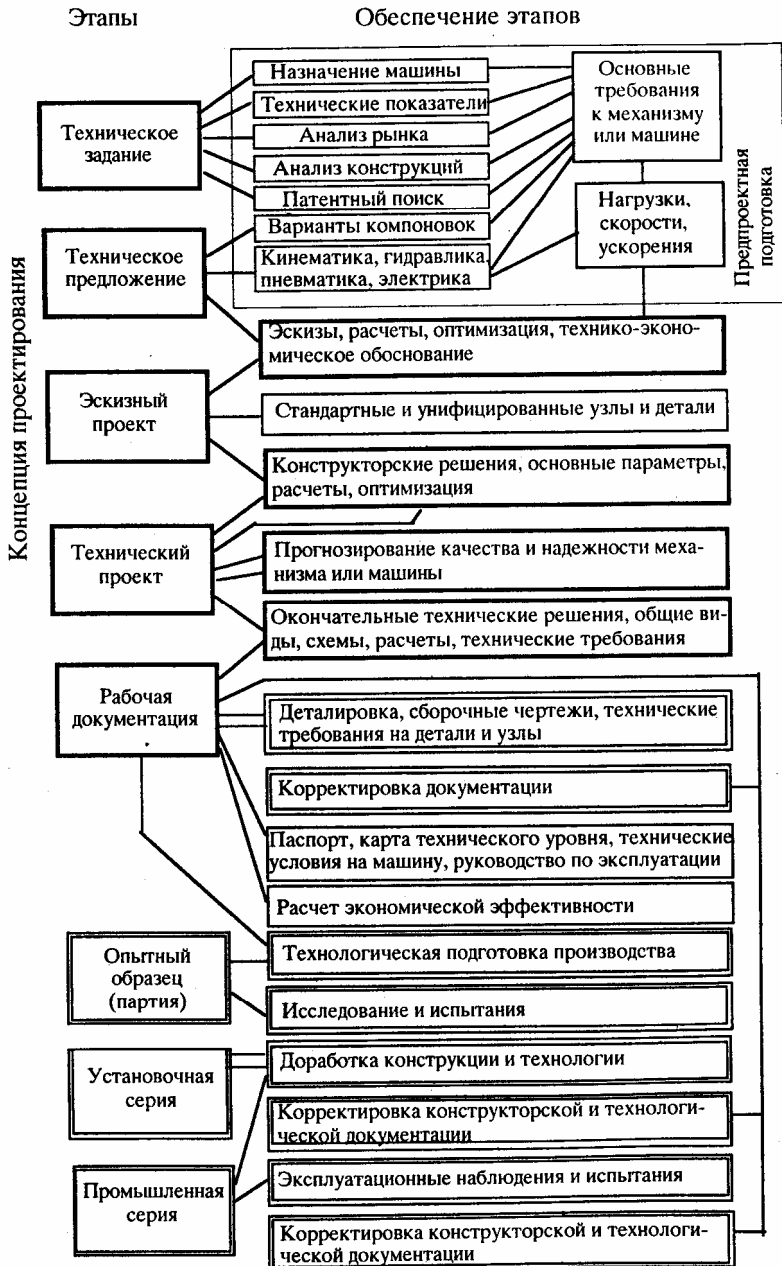 Этапы
Обеспечение этапов
Концепция проектирования
Техническое
задание
Назначение машины
Технические показатели
Анализ рынка
Анализ конструкций
Патентный поиск
Основные
требования
к механизму
или машине
Предпроектная
подготовка
Нагрузки,
скорости,
ускорения
Техническое
предложение
Варианты компоновок
Кинематика, гидравлика,
пневматика, электрика
Эскизы, расчеты, оптимизация, технико-эконо-
мическое обоснование
Эскизный
проект
Стандартные и унифицированные узлы и детали
Конструкторские решения, основные параметры,
расчеты, оптимизация
Технический
проект
Прогнозирование качества и надежности меха-
низма или машины
Окончательные технические решения, общие ви-
ды, схемы, расчеты, технические требования
Рабочая
документация
Деталировка, сборочные чертежи, технические
требования на детали и узлы
Корректировка документации
Паспорт, карта технического уровня, технические
условия на машину, руководство по эксплуатации
Расчет экономической эффективности
Опытный
образец
(партия)
Технологическая подготовка производства
Исследование и испытания
Установочная
серия
Доработка конструкции и технологии
Корректировка конструкторской и технологи-
ческой документации
Промышленная
серия
Эксплуатационные наблюдения и испытания
Корректировка конструкторской и технологи-
ческой документации